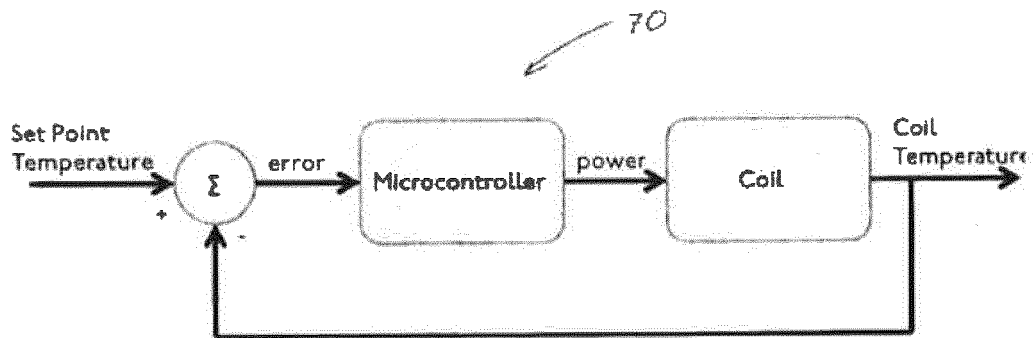 70
Set Point
Temperature
+
Σ
-
error
Microcontroller
power
Coil
Coil
Temperature